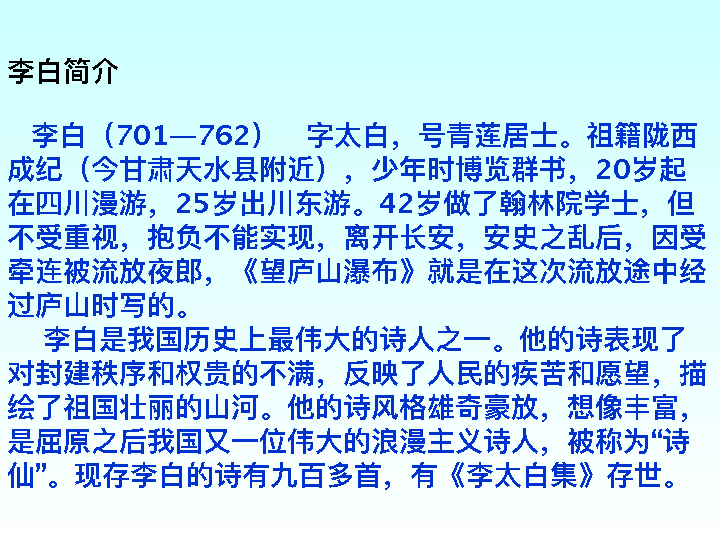 李白简介
李白（701—762） 字太白，号青莲居士。祖籍陇西
成纪（今甘肃天水县附近），少年时博览群书，20岁起
在四川漫游，25岁出川东游。42岁做了翰林院学士，但
不受重视，抱负不能实现，离开长安，安史之乱后，因受
牵连被流放夜郎，《望庐山瀑布》就是在这次流放途中经
过庐山时写的。
李白是我国历史上最伟大的诗人之一。他的诗表现了
对封建秩序和权贵的不满，反映了人民的疾苦和愿望，描
绘了祖国壮丽的山河。他的诗风格雄奇豪放，想像丰富，
是屈原之后我国又一位伟大的浪漫主义诗人，被称为“诗
仙”。现存李白的诗有九百多首，有《李太白集》存世。